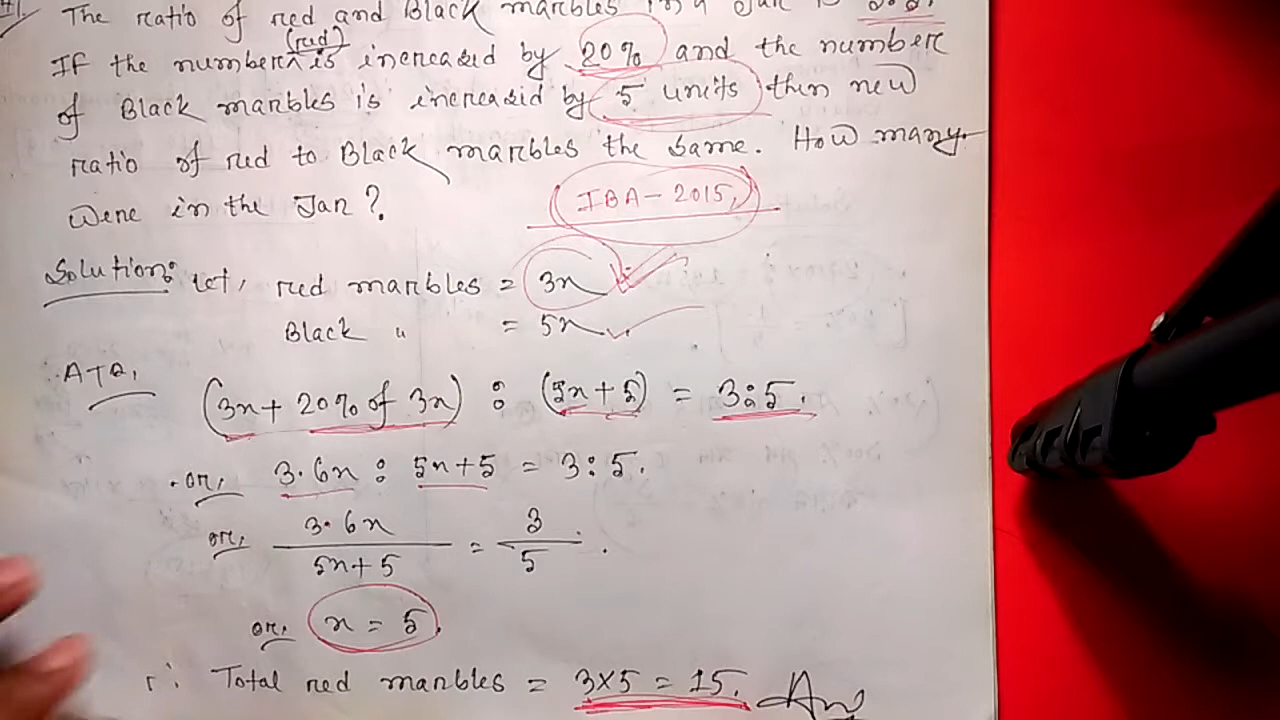 The ratio of red and Black marbles in a Jar is
(red)
If the number is increased by 20% and the number
of Black marbles is increased by 5 units then new
ratio of red to Black marbles the same. How many
were in the Jar?
IBA-2015,
Solution: Let, red marbles = 3x
Black " = 5x
ATQ,
(3x + 20% of 3x) : (5x + 5) = 3:5.
or, 3.6x : 5x+5 = 3:5.
or, 3.6x / 5x+5 = 3/5.
or, x = 5.
∴ Total red marbles = 3×5 = 15. Ans